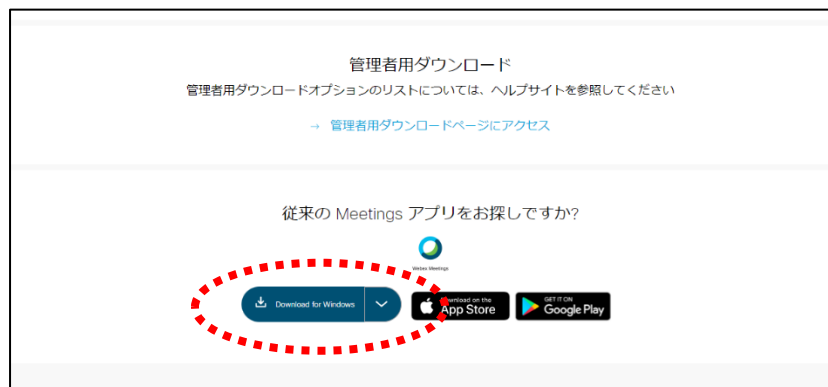 管理者用ダウンロード
管理者用ダウンロードオプションのリストについては、ヘルプサイトを参照してください
→ 管理者用ダウンロードページにアクセス
従来の Meetings アプリをお探しですか?
Webex Meetings
Download for Windows
Download on the
App Store
GET IT ON
Google Play